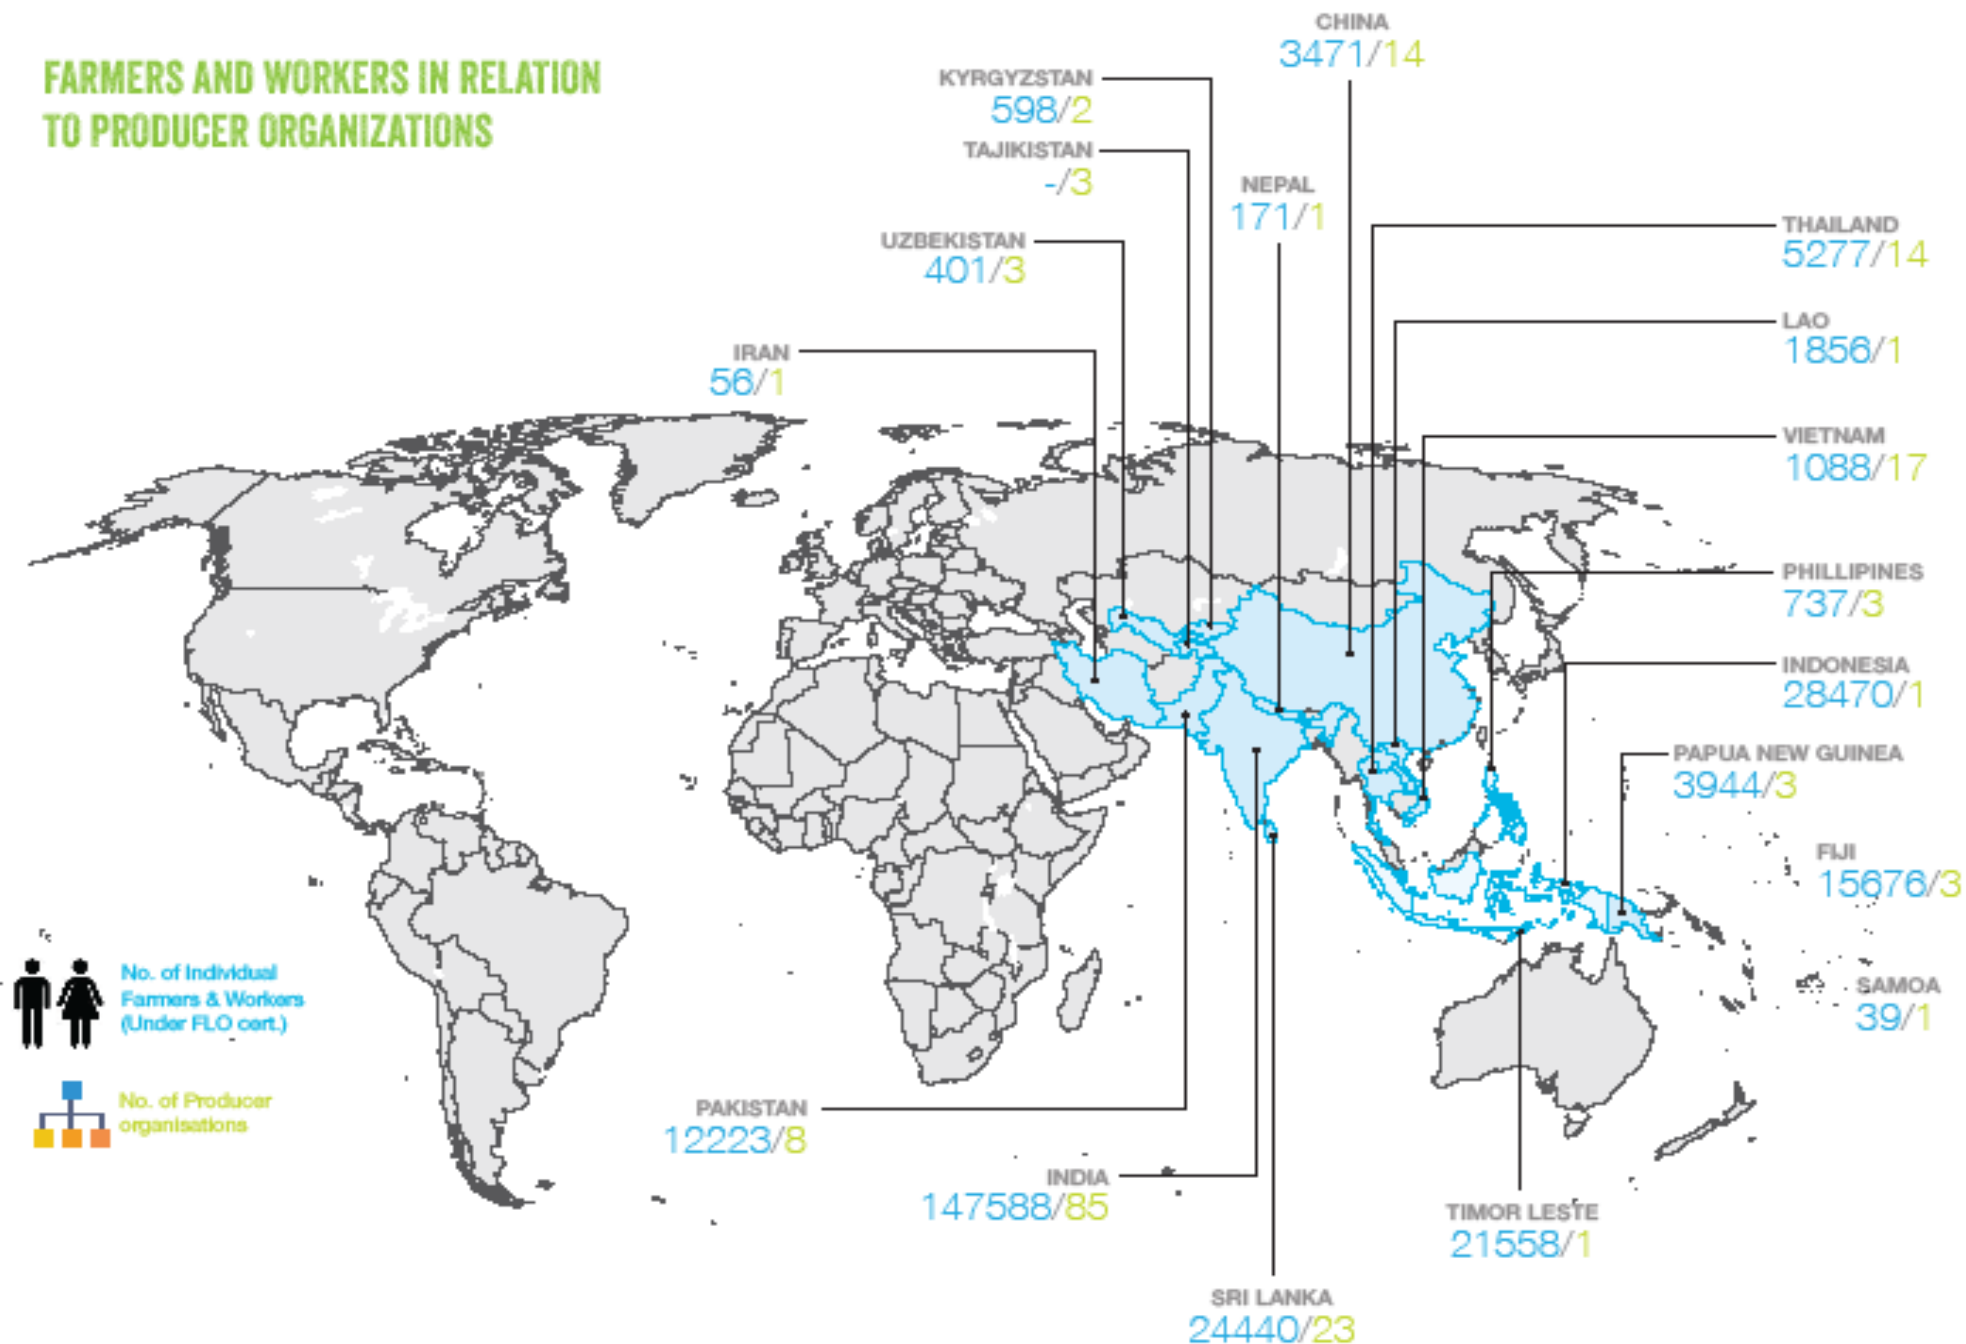 FARMERS AND WORKERS IN RELATION
TO PRODUCER ORGANIZATIONS
CHINA
3471/14
KYRGYZSTAN
598/2
TAJIKISTAN
-/3
NEPAL
171/1
UZBEKISTAN
401/3
THAILAND
5277/14
LAO
1856/1
IRAN
56/1
VIETNAM
1088/17
PHILLIPINES
737/3
INDONESIA
28470/1
PAPUA NEW GUINEA
3944/3
FIJI
15676/3
SAMOA
39/1
No. of Individual
Farmers & Workers
(Under FLO cert.)
No. of Producer
organisations
PAKISTAN
12223/8
INDIA
147588/85
TIMOR LESTE
21558/1
SRI LANKA
24440/23